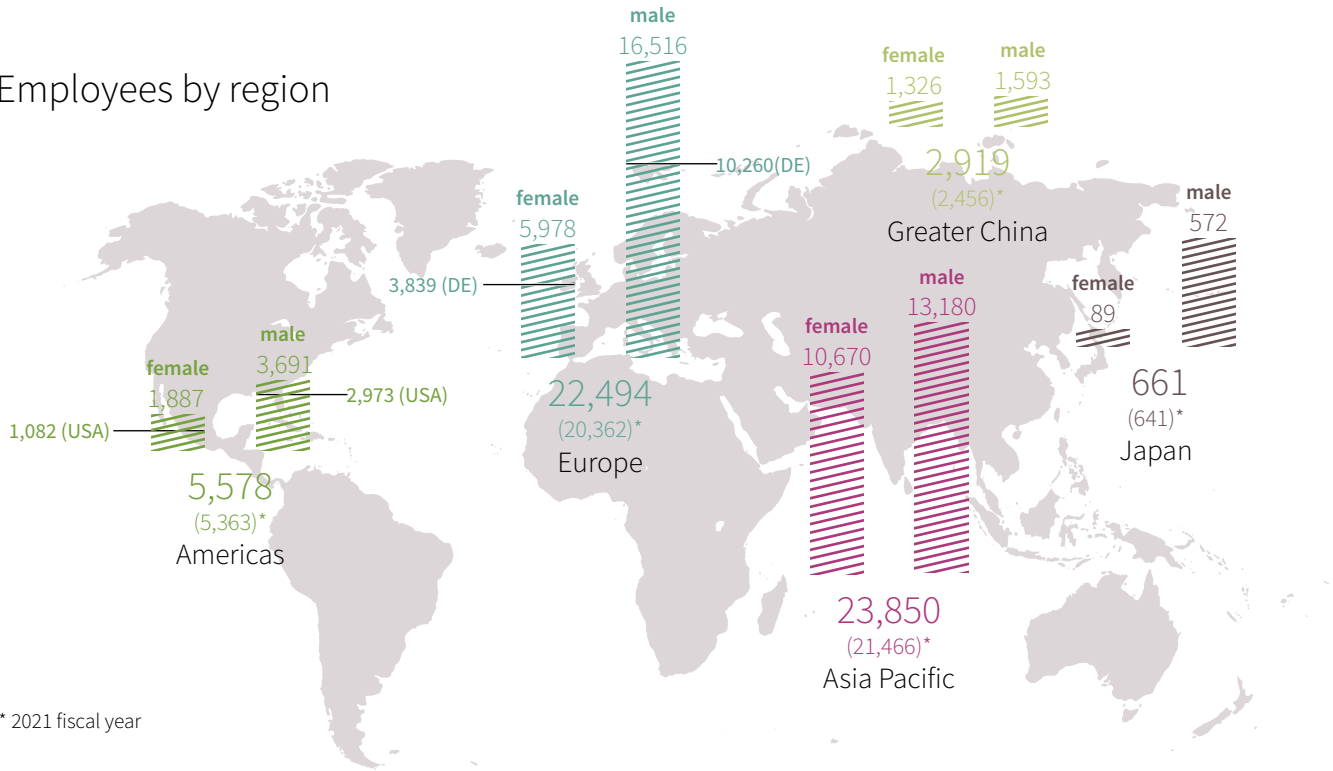 Employees by region
male
16,516
10,260(DE)
female
5,978
3,839 (DE)
22,494
(20,362)*
Europe
female
1,326
male
1,593
2,919
(2,456)*
Greater China
male
572
female
89
661
(641)*
Japan
male
13,180
female
10,670
23,850
(21,466)*
Asia Pacific
male
3,691
female
1,887
2,973 (USA)
1,082 (USA)
5,578
(5,363)*
Americas
* 2021 fiscal year